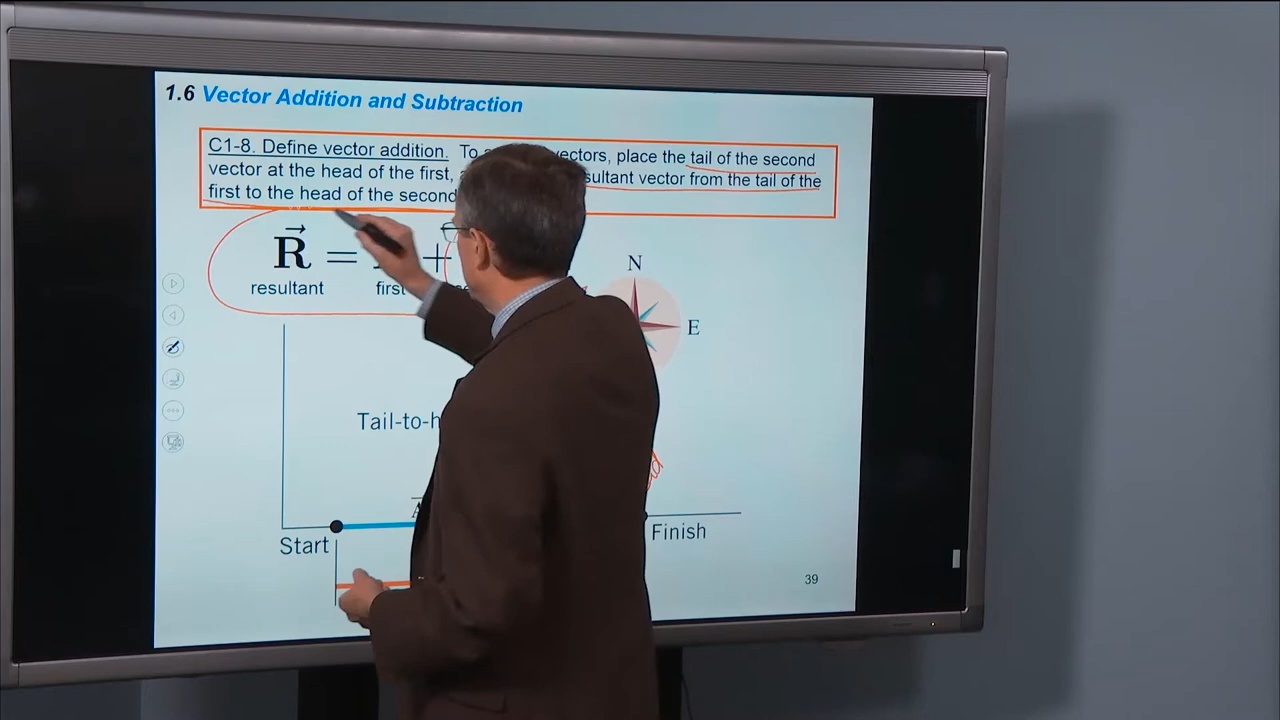 1.6 Vector Addition and Subtraction
C1-8. Define vector addition. To vectors, place the tail of the second
vector at the head of the first, sultant vector from the tail of the
first to the head of the second
R = +
resultant first
N
E
Tail-to-h
A
Start
Finish
39